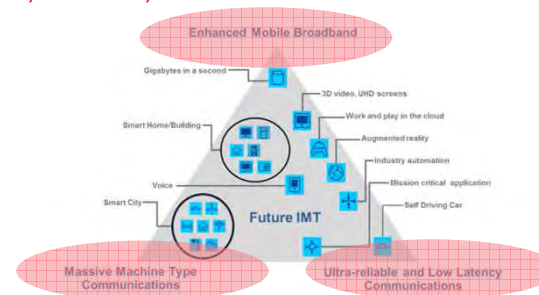 Enhanced Mobile Broadband
Gigabytes in a second
3D video, UHD screens
Work and play in the cloud
Smart Home/Building
Augmented reality
Industry automation
Voice
Mission critical application
Smart City
Self Driving Car
Future IMT
Massive Machine Type
Communications
Ultra-reliable and Low Latency
Communications